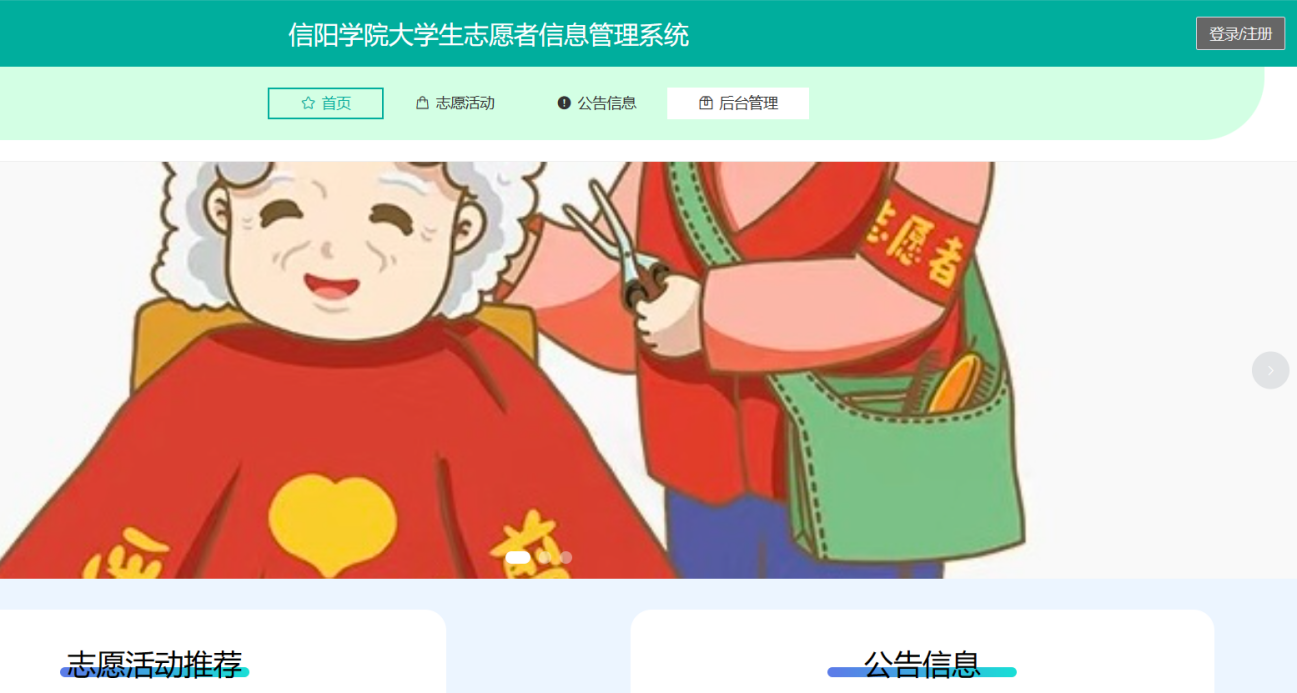 信阳学院大学生志愿者信息管理系统
登录/注册
首页
志愿活动
公告信息
后台管理
志愿者
志愿活动推荐
公告信息